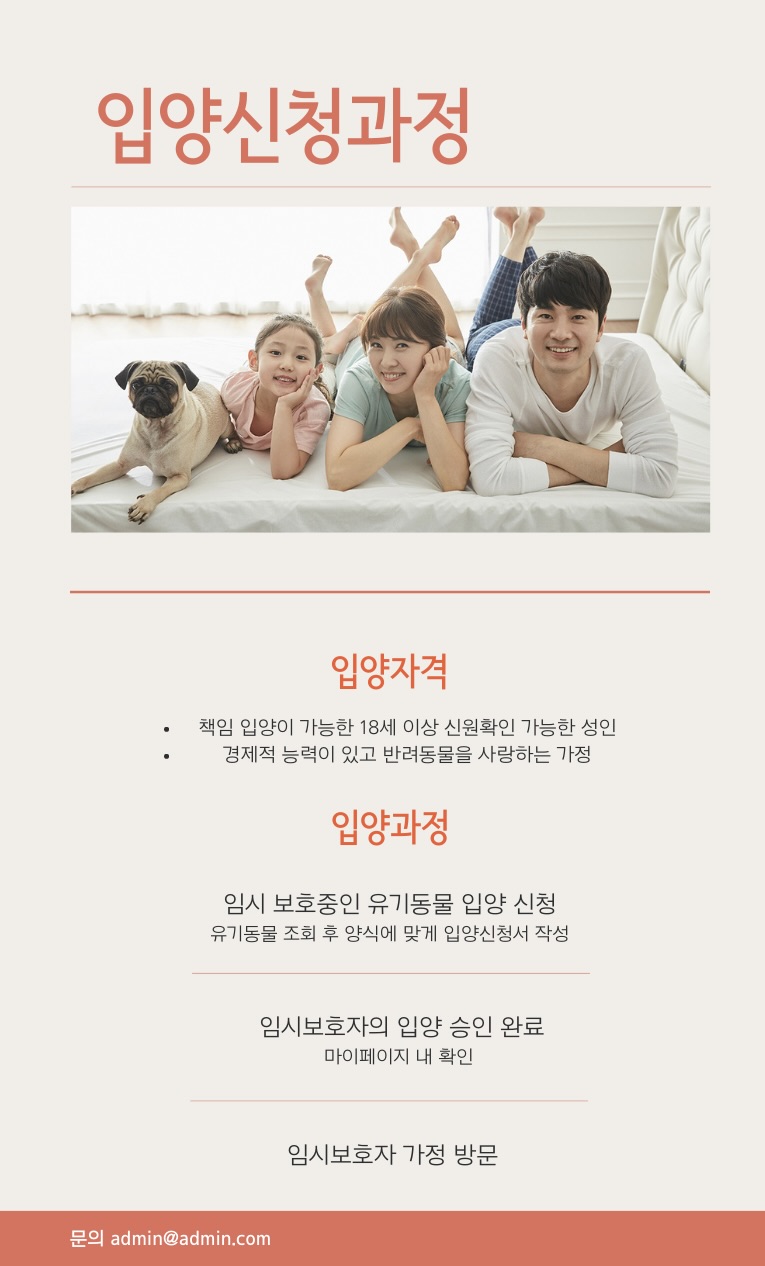 입양신청과정
입양자격
• 책임 입양이 가능한 18세 이상 신원확인 가능한 성인
• 경제적 능력이 있고 반려동물을 사랑하는 가정
입양과정
임시 보호중인 유기동물 입양 신청
유기동물 조회 후 양식에 맞게 입양신청서 작성
임시보호자의 입양 승인 완료
마이페이지 내 확인
임시보호자 가정 방문
문의 admin@admin.com